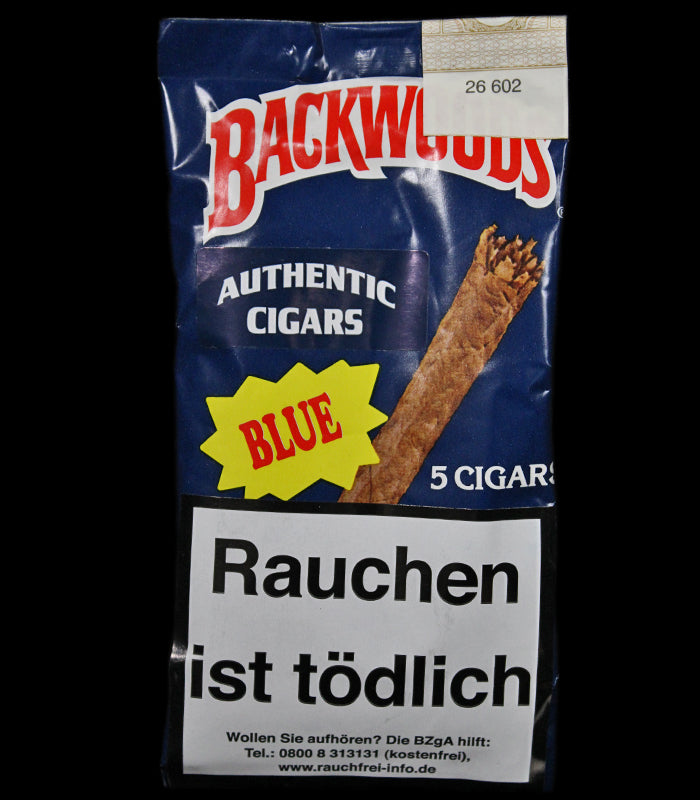 26 602
BACKWOODS
AUTHENTIC
CIGARS
BLUE
5 CIGARS
Rauchen
ist tödlich
Wollen Sie aufhören? Die BZgA hilft:
Tel.: 0800 8 313131 (kostenfrei),
www.rauchfrei-info.de